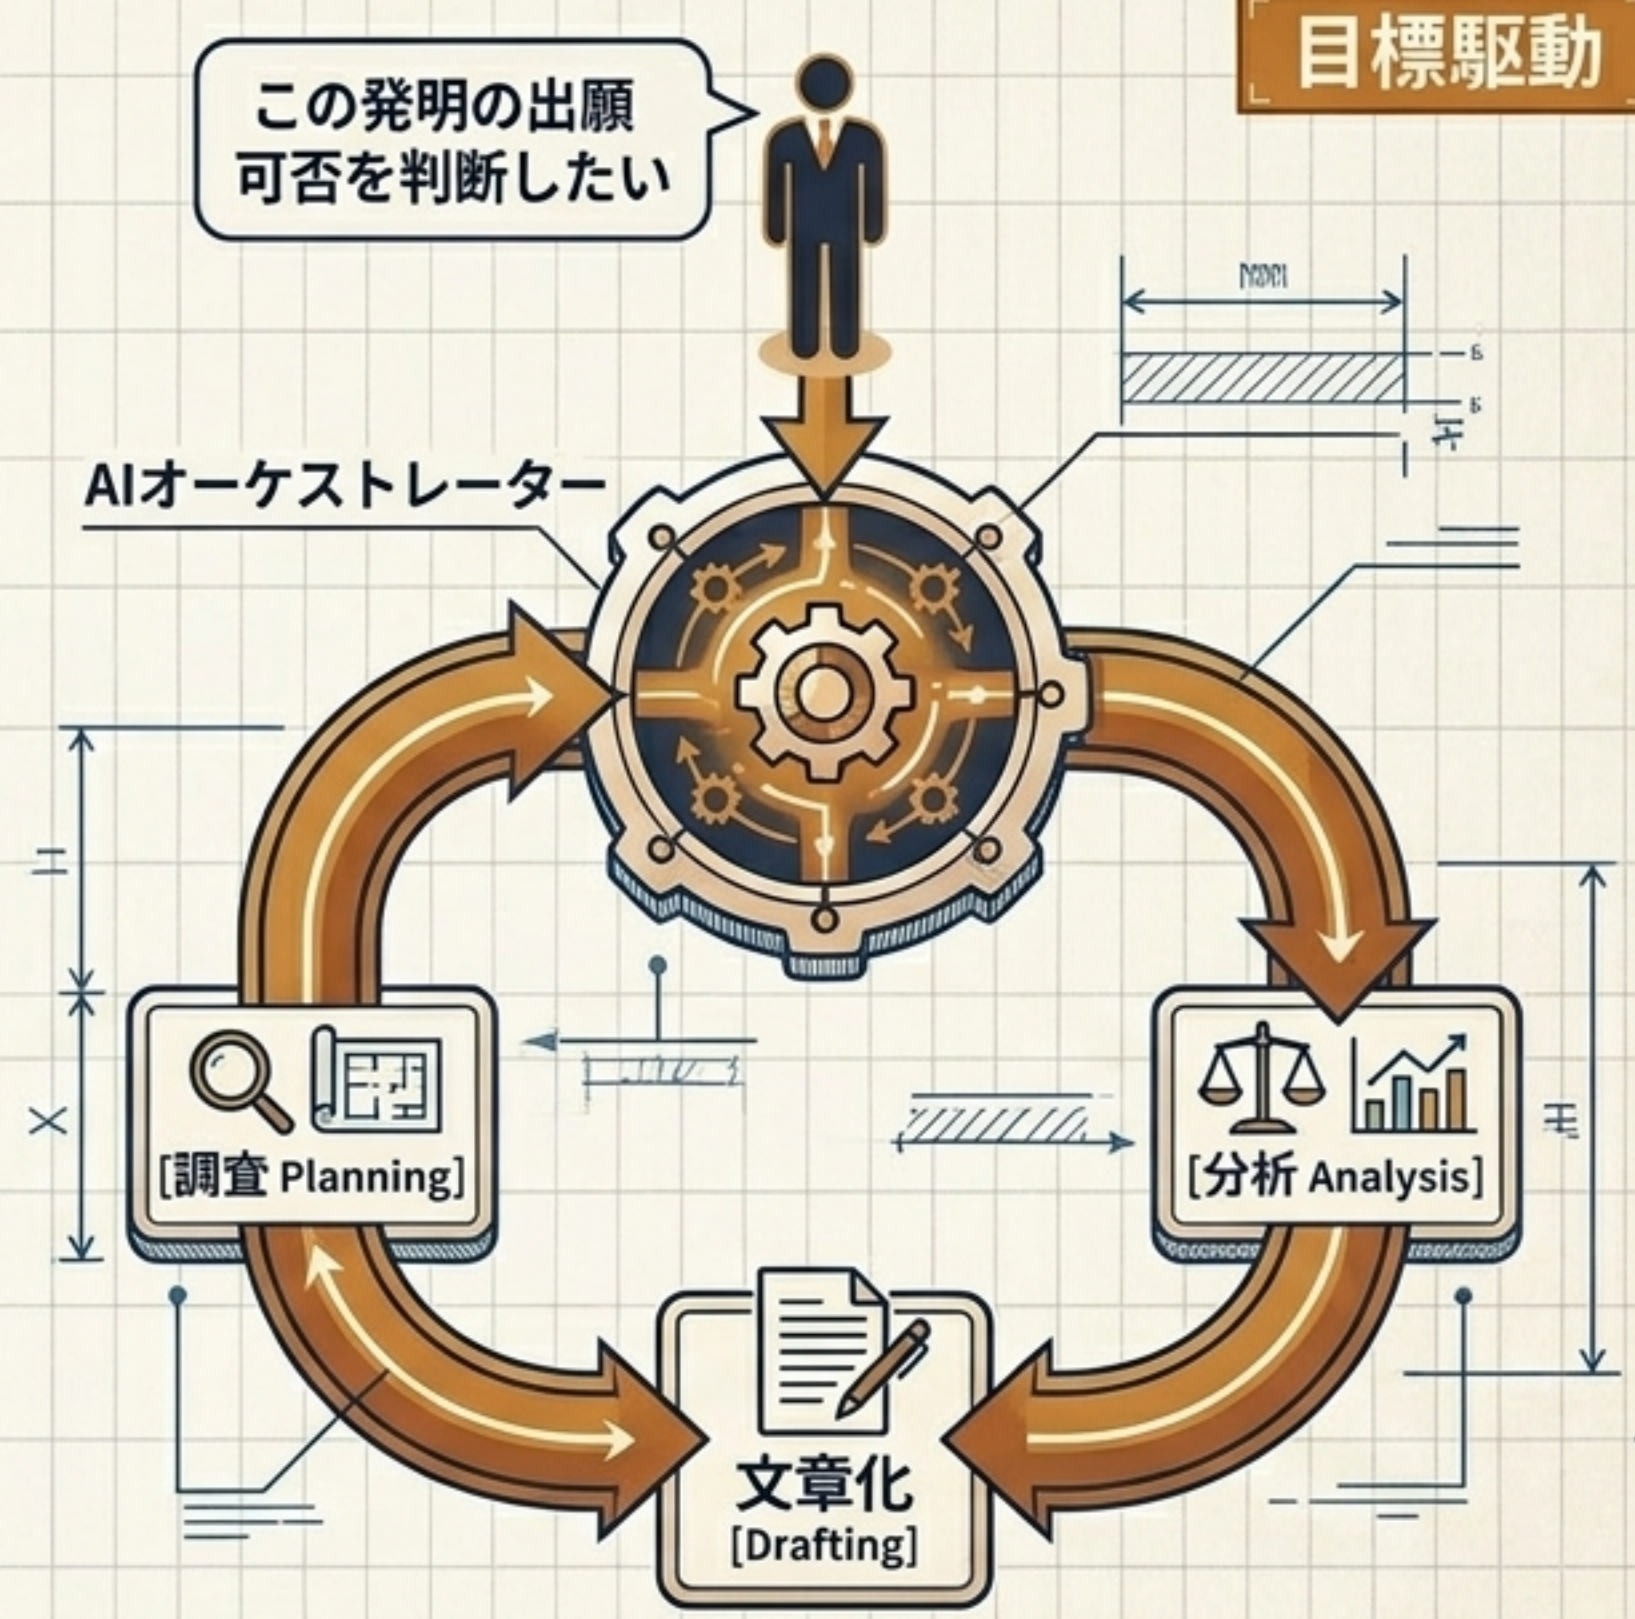 目標駆動
この発明の出願
可否を判断したい
AIオーケストレーター
[調査 Planning]
[分析 Analysis]
文章化
[Drafting]